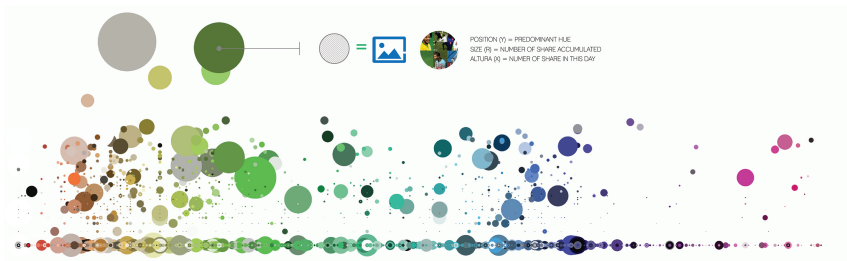 POSITION (Y) = PREDOMINANT HUE
SIZE (R) = NUMBER OF SHARE ACCUMULATED
ALTURA (X) = NUMER OF SHARE IN THIS DAY